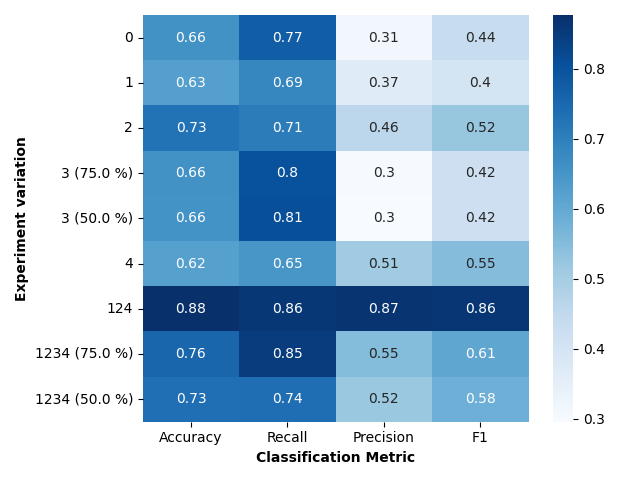 0 0.66 0.77 0.31 0.44
1 0.63 0.69 0.37 0.4
2 0.73 0.71 0.46 0.52
3 (75.0 %) 0.66 0.8 0.3 0.42
3 (50.0 %) 0.66 0.81 0.3 0.42
4 0.62 0.65 0.51 0.55
124 0.88 0.86 0.87 0.86
1234 (75.0 %) 0.76 0.85 0.55 0.61
1234 (50.0 %) 0.73 0.74 0.52 0.58
Accuracy Recall Precision F1
Classification Metric
Experiment variation
0.8
0.7
0.6
0.5
0.4
0.3